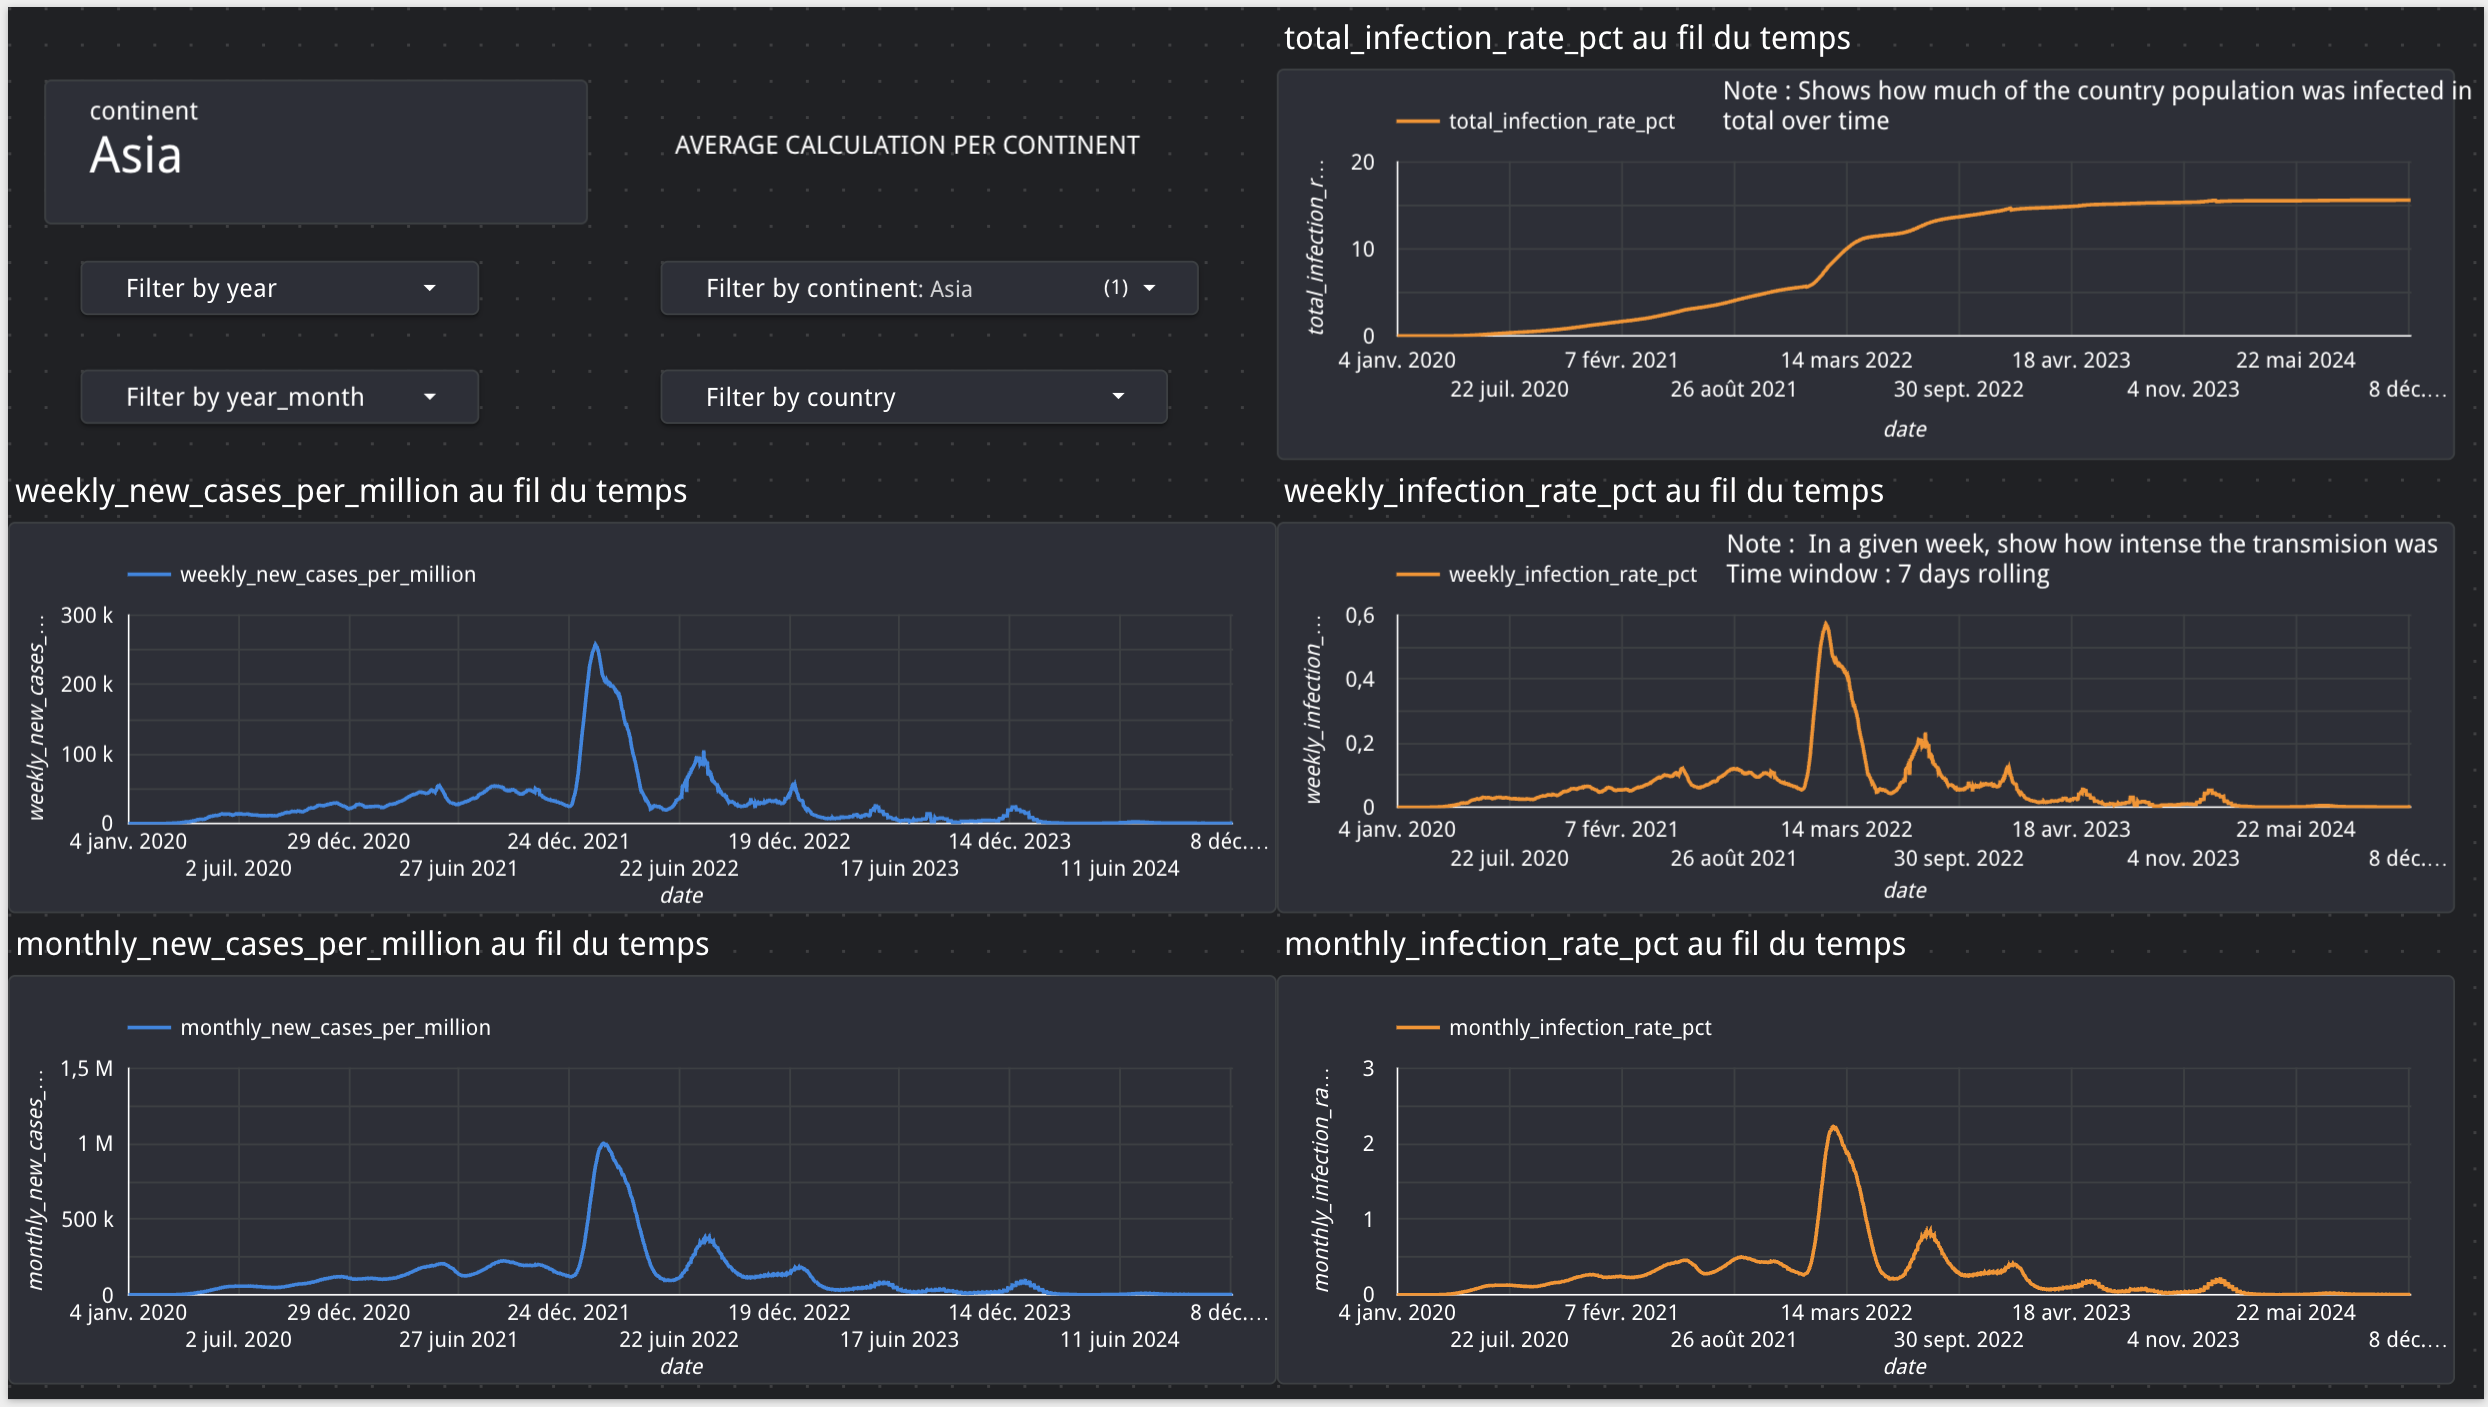 continent
Asia
AVERAGE CALCULATION PER CONTINENT
Filter by year
Filter by continent: Asia (1)
Filter by year_month
Filter by country
total_infection_rate_pct au fil du temps
Note : Shows how much of the country population was infected in
total over time
total_infection_rate_pct
total_infection_r…
20
10
0
4 janv. 2020
7 févr. 2021
14 mars 2022
18 avr. 2023
22 mai 2024
22 juil. 2020
26 août 2021
30 sept. 2022
4 nov. 2023
8 déc.…
date
weekly_new_cases_per_million au fil du temps
weekly_new_cases_per_million
weekly_new_cases_…
300 k
200 k
100 k
0
4 janv. 2020
29 déc. 2020
24 déc. 2021
19 déc. 2022
14 déc. 2023
8 déc.…
2 juil. 2020
27 juin 2021
22 juin 2022
17 juin 2023
11 juin 2024
date
weekly_infection_rate_pct au fil du temps
Note :  In a given week, show how intense the transmision was
Time window : 7 days rolling
weekly_infection_rate_pct
weekly_infection_…
0,6
0,4
0,2
0
4 janv. 2020
7 févr. 2021
14 mars 2022
18 avr. 2023
22 mai 2024
22 juil. 2020
26 août 2021
30 sept. 2022
4 nov. 2023
8 déc.…
date
monthly_new_cases_per_million au fil du temps
monthly_new_cases_per_million
monthly_new_cases_…
1,5 M
1 M
500 k
0
4 janv. 2020
29 déc. 2020
24 déc. 2021
19 déc. 2022
14 déc. 2023
8 déc.…
2 juil. 2020
27 juin 2021
22 juin 2022
17 juin 2023
11 juin 2024
date
monthly_infection_rate_pct au fil du temps
monthly_infection_rate_pct
monthly_infection_ra…
3
2
1
0
4 janv. 2020
7 févr. 2021
14 mars 2022
18 avr. 2023
22 mai 2024
22 juil. 2020
26 août 2021
30 sept. 2022
4 nov. 2023
8 déc.…
date